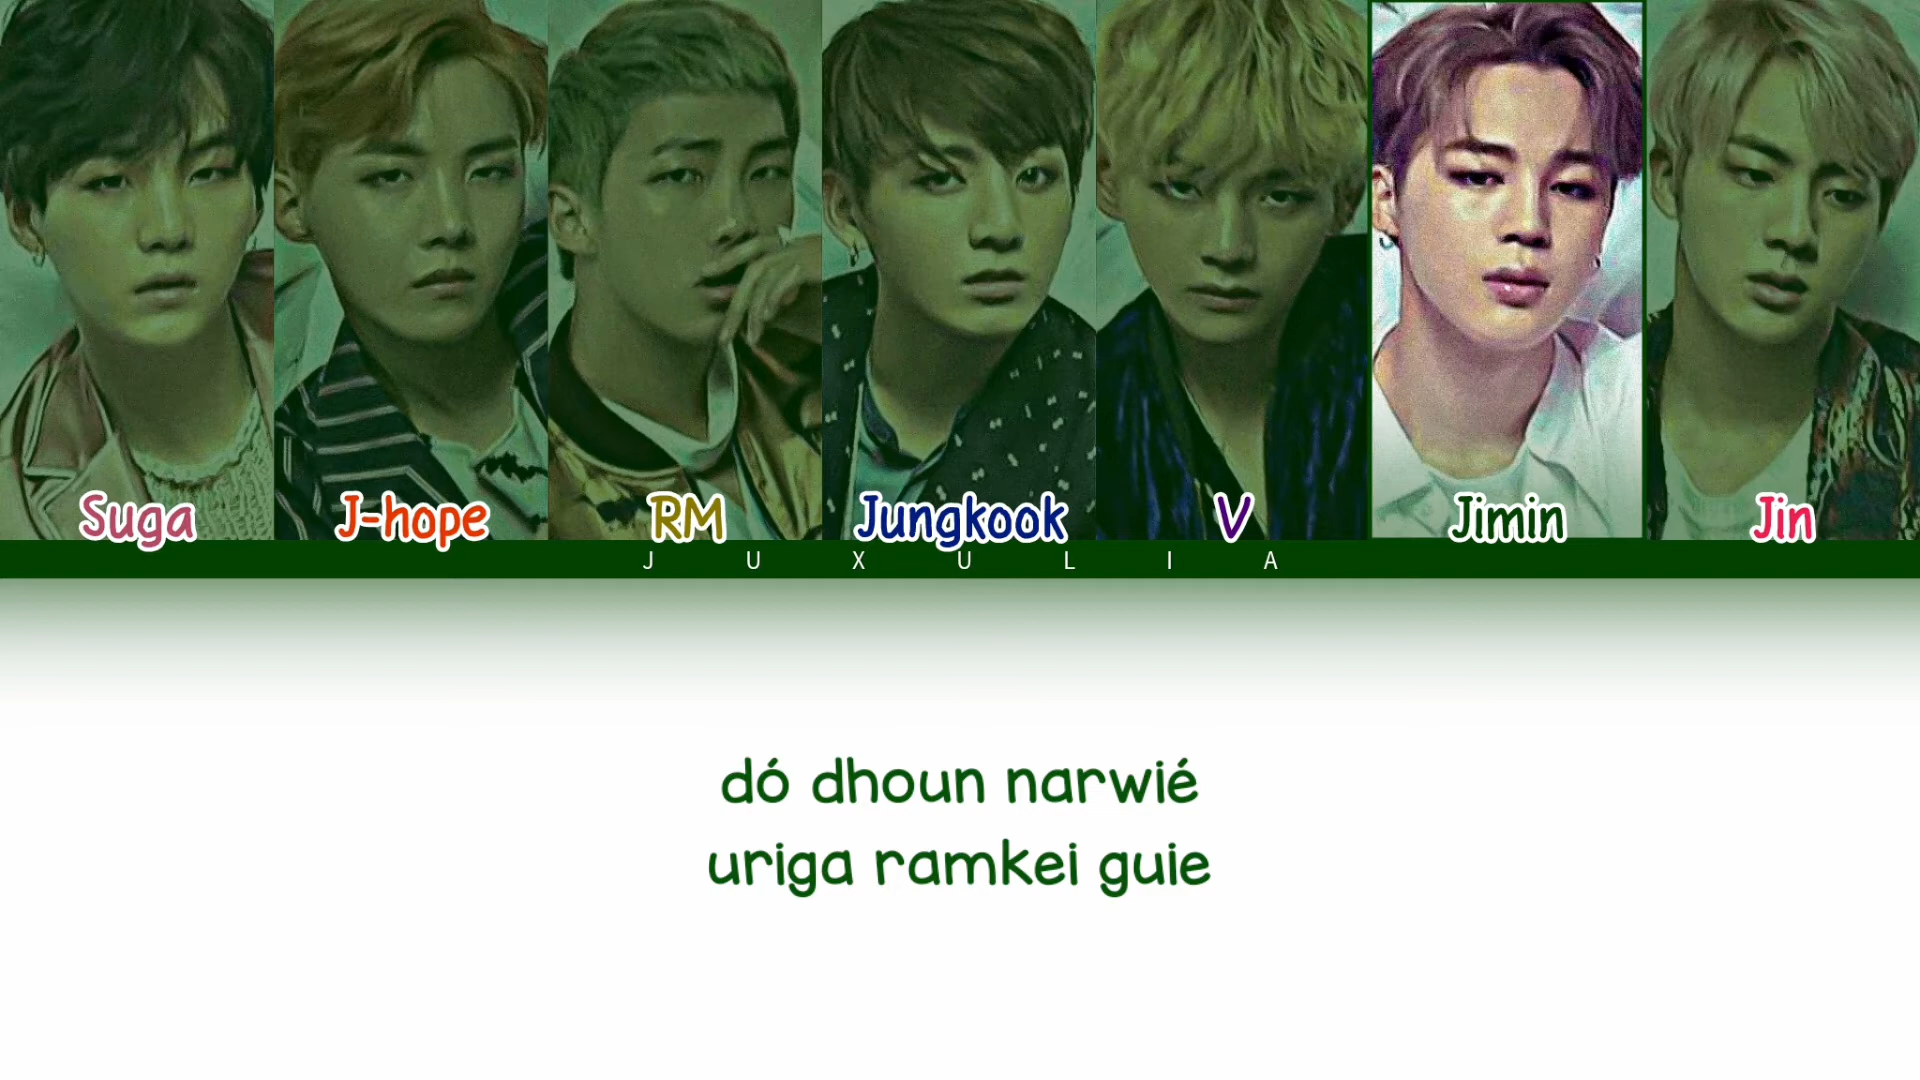 Suga J-hope RM Jungkook V Jimin Jin
J U X U L I A
dó dhoun narwié
uriga ramkei guie